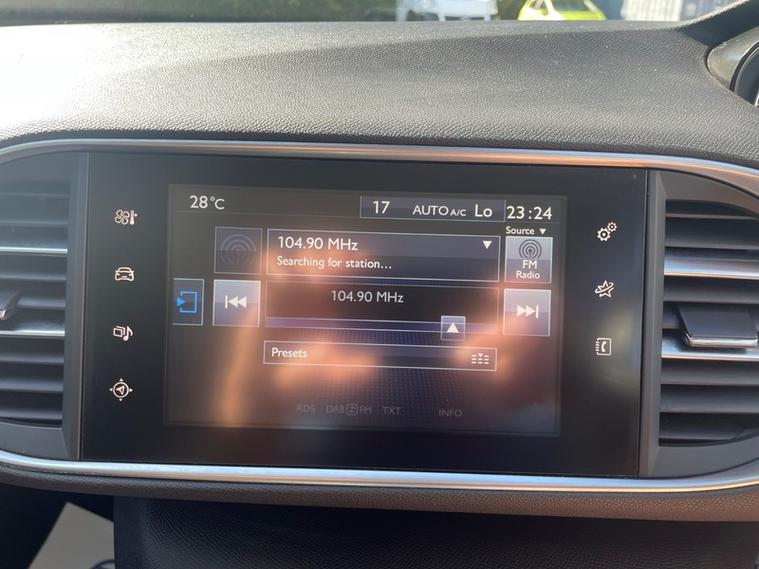 28°C
17 AUTO A/C Lo 23:24
Source ▼
104.90 MHz ▼
Searching for station...
FM
Radio
104.90 MHz
Presets
RDS DAB FM TXT INFO